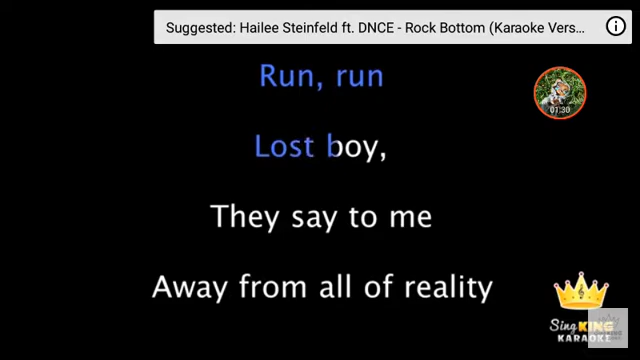 Suggested: Hailee Steinfeld ft. DNCE - Rock Bottom (Karaoke Vers...
Run, run
01:30
Lost boy,
They say to me
Away from all of reality
Sing KING
KARAOKE